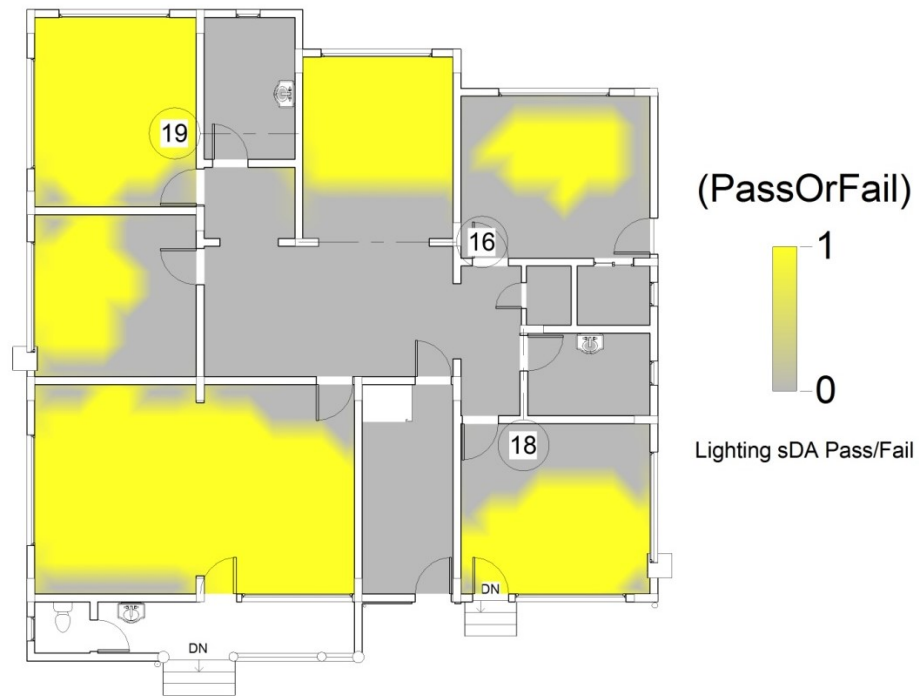 19
16
18
DN
DN
(PassOrFail)
1
0
Lighting sDA Pass/Fail